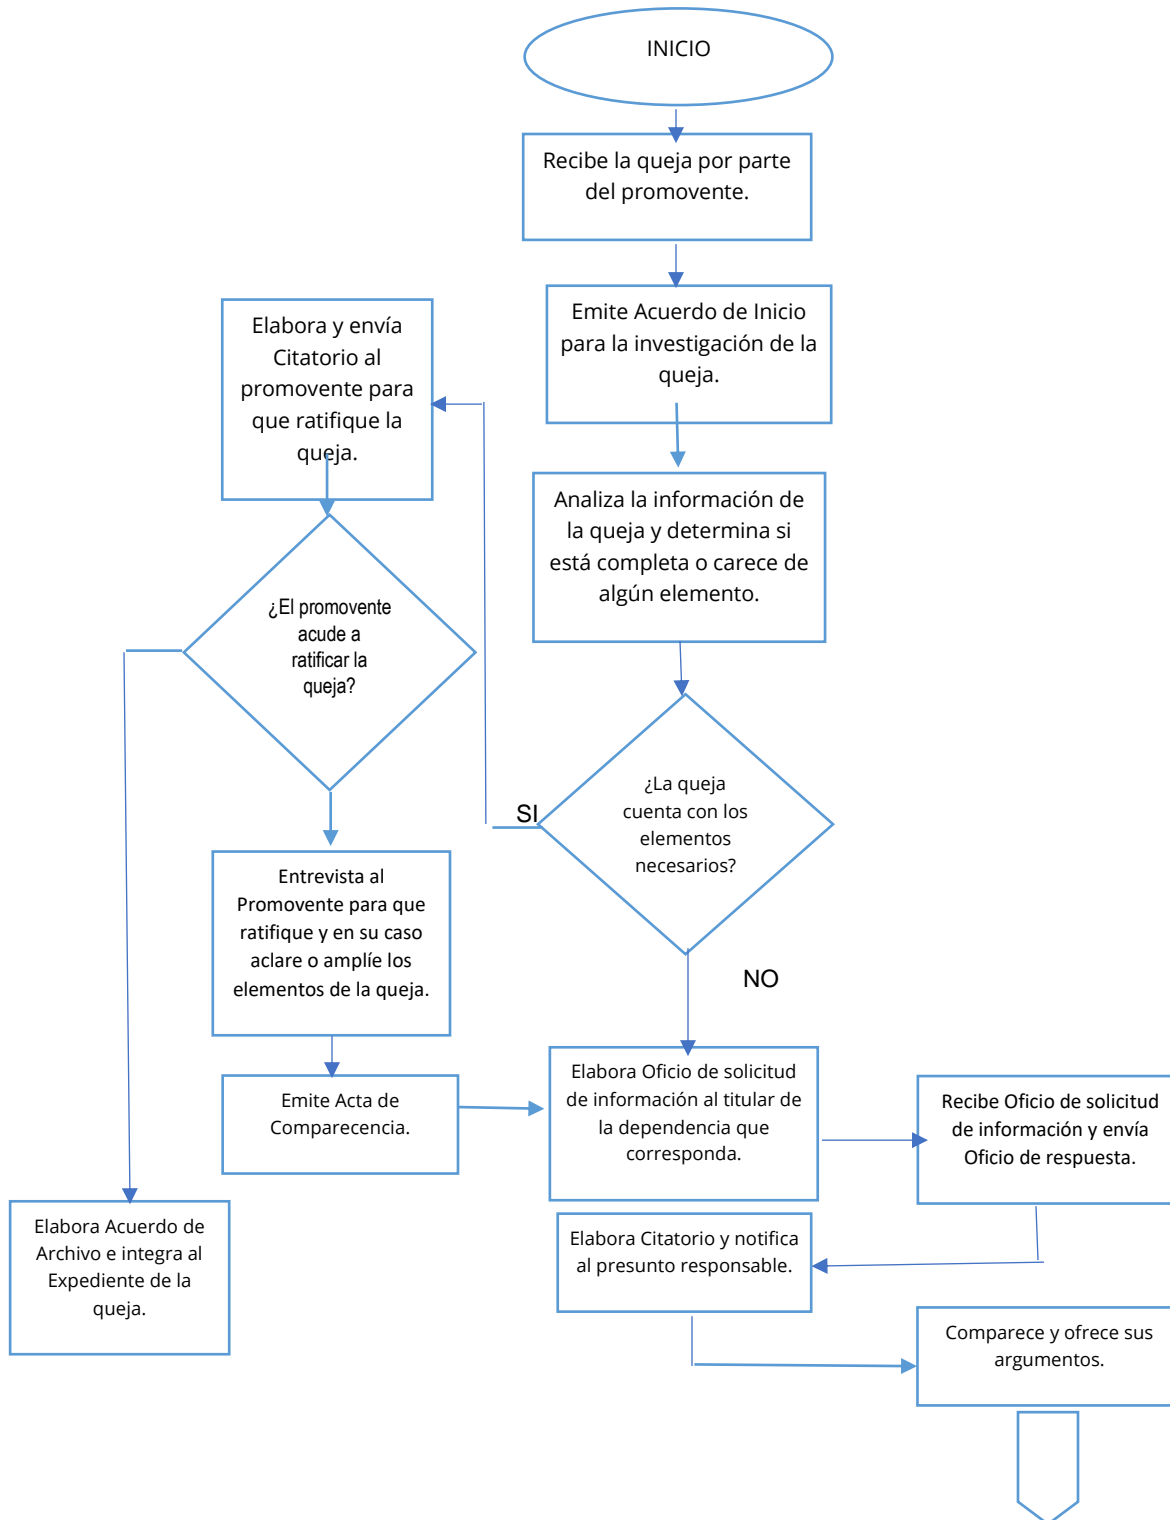 INICIO
Recibe la queja por parte
del promovente.
Emite Acuerdo de Inicio
para la investigación de la
queja.
Elabora y envía
Citatorio al
promovente para
que ratifique la
queja.
Analiza la información de
la queja y determina si
está completa o carece de
algún elemento.
¿El promovente
acude a
ratificar la
queja?
¿La queja
cuenta con los
elementos
necesarios?
SI
NO
Entrevista al
Promovente para que
ratifique y en su caso
aclare o amplíe los
elementos de la queja.
Emite Acta de
Comparecencia.
Elabora Oficio de solicitud
de información al titular de
la dependencia que
corresponda.
Recibe Oficio de solicitud
de información y envía
Oficio de respuesta.
Elabora Acuerdo de
Archivo e integra al
Expediente de la
queja.
Elabora Citatorio y notifica
al presunto responsable.
Comparece y ofrece sus
argumentos.